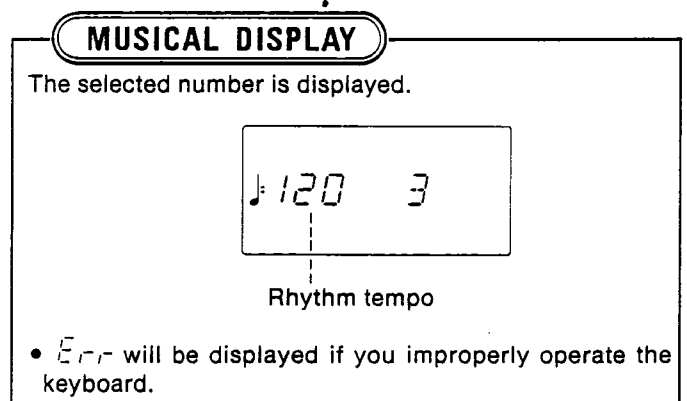 MUSICAL DISPLAY
The selected number is displayed.
♩= 120 3
Rhythm tempo
• Err will be displayed if you improperly operate the
keyboard.